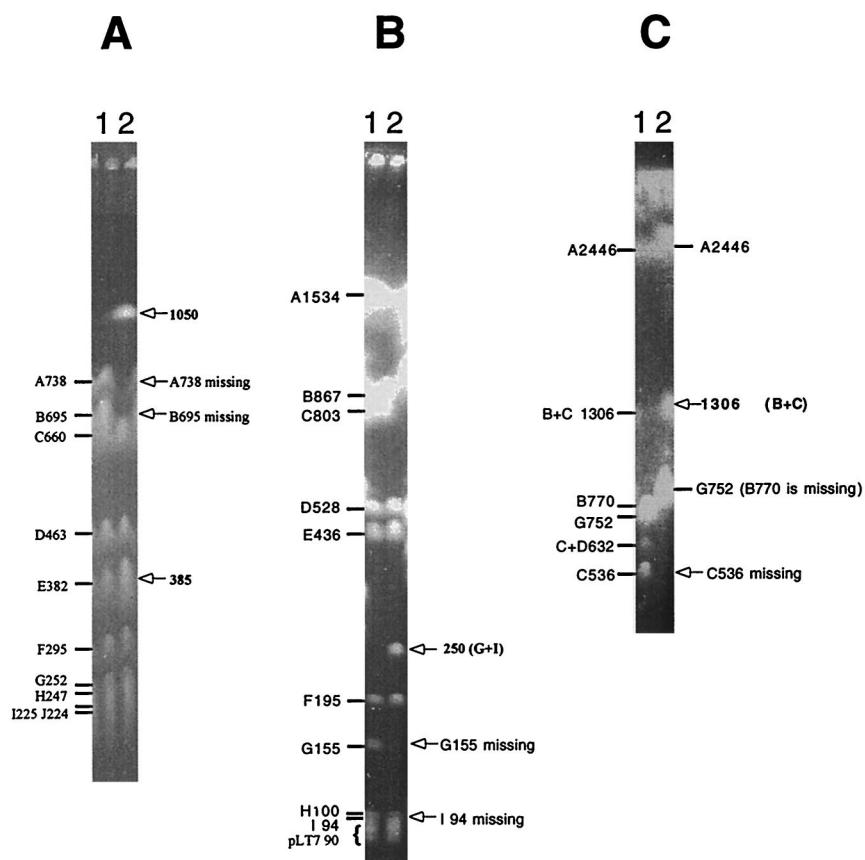 A
1 2
1050
A738
A738 missing
B695
B695 missing
C660
D463
E382
385
F295
G252
H247
I225 J224
B
1 2
A1534
B867
C803
D528
E436
250 (G+I)
F195
G155
G155 missing
H100
I 94
I 94 missing
pLT7 90 {
C
1 2
A2446
A2446
B+C 1306
1306 (B+C)
B770
G752 (B770 is missing)
G752
C+D632
C536
C536 missing